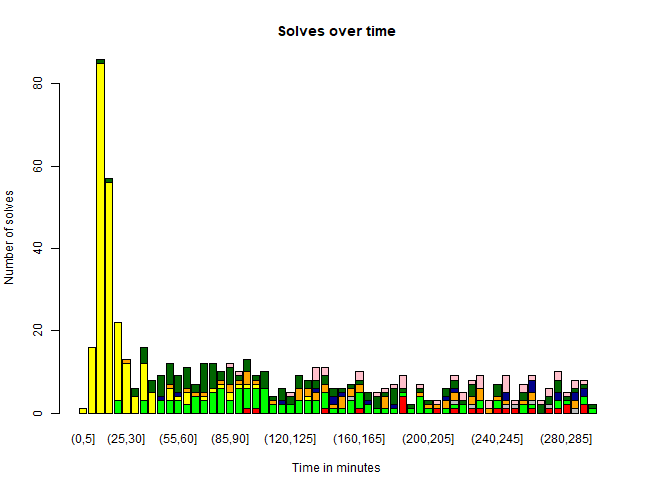 Solves over time
Number of solves
80
60
40
20
0
(0,5] (25,30] (55,60] (85,90] (120,125] (160,165] (200,205] (240,245] (280,285]
Time in minutes